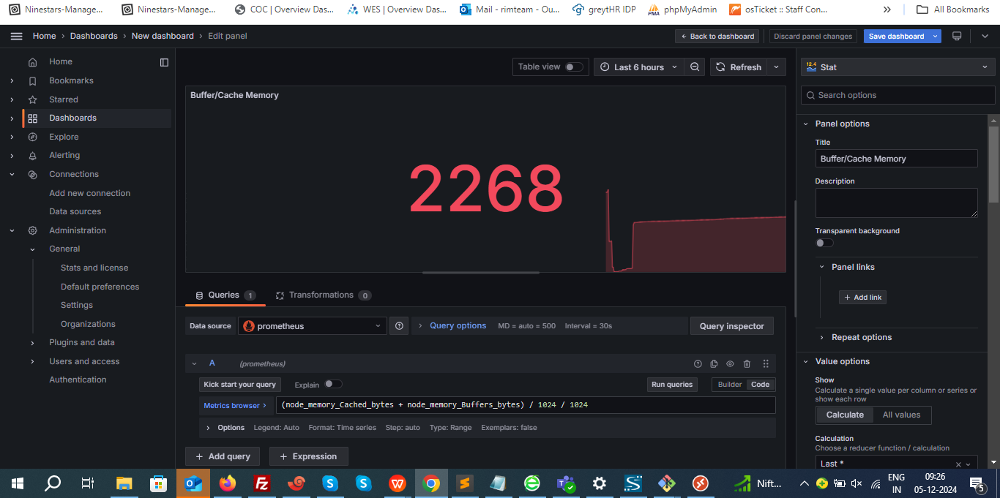 Ninestars-Manage...
Ninestars-Manage...
COC | Overview Das...
WES | Overview Das...
Mail - rimteam - Ou...
greytHR IDP
phpMyAdmin
osTicket :: Staff Con...
All Bookmarks
Home › Dashboards › New dashboard › Edit panel
Back to dashboard
Discard panel changes
Save dashboard
Home
Bookmarks
Starred
Dashboards
Explore
Alerting
Connections
Add new connection
Data sources
Administration
General
Stats and license
Default preferences
Settings
Organizations
Plugins and data
Users and access
Authentication
Table view
Last 6 hours
Refresh
Buffer/Cache Memory
2268
Queries 1
Transformations 0
Data source
prometheus
Query options
MD = auto = 500
Interval = 30s
Query inspector
A
(prometheus)
Kick start your query
Explain
Run queries
Builder
Code
Metrics browser >
(node_memory_Cached_bytes + node_memory_Buffers_bytes) / 1024 / 1024
Options
Legend: Auto
Format: Time series
Step: auto
Type: Range
Exemplars: false
+ Add query
+ Expression
12.4
Stat
Search options
Panel options
Title
Buffer/Cache Memory
Description
Transparent background
Panel links
+ Add link
Repeat options
Value options
Show
Calculate a single value per column or series or
show each row
Calculate
All values
Calculation
Choose a reducer function / calculation
Last *
Nift...
ENG
IN
09:26
05-12-2024
5